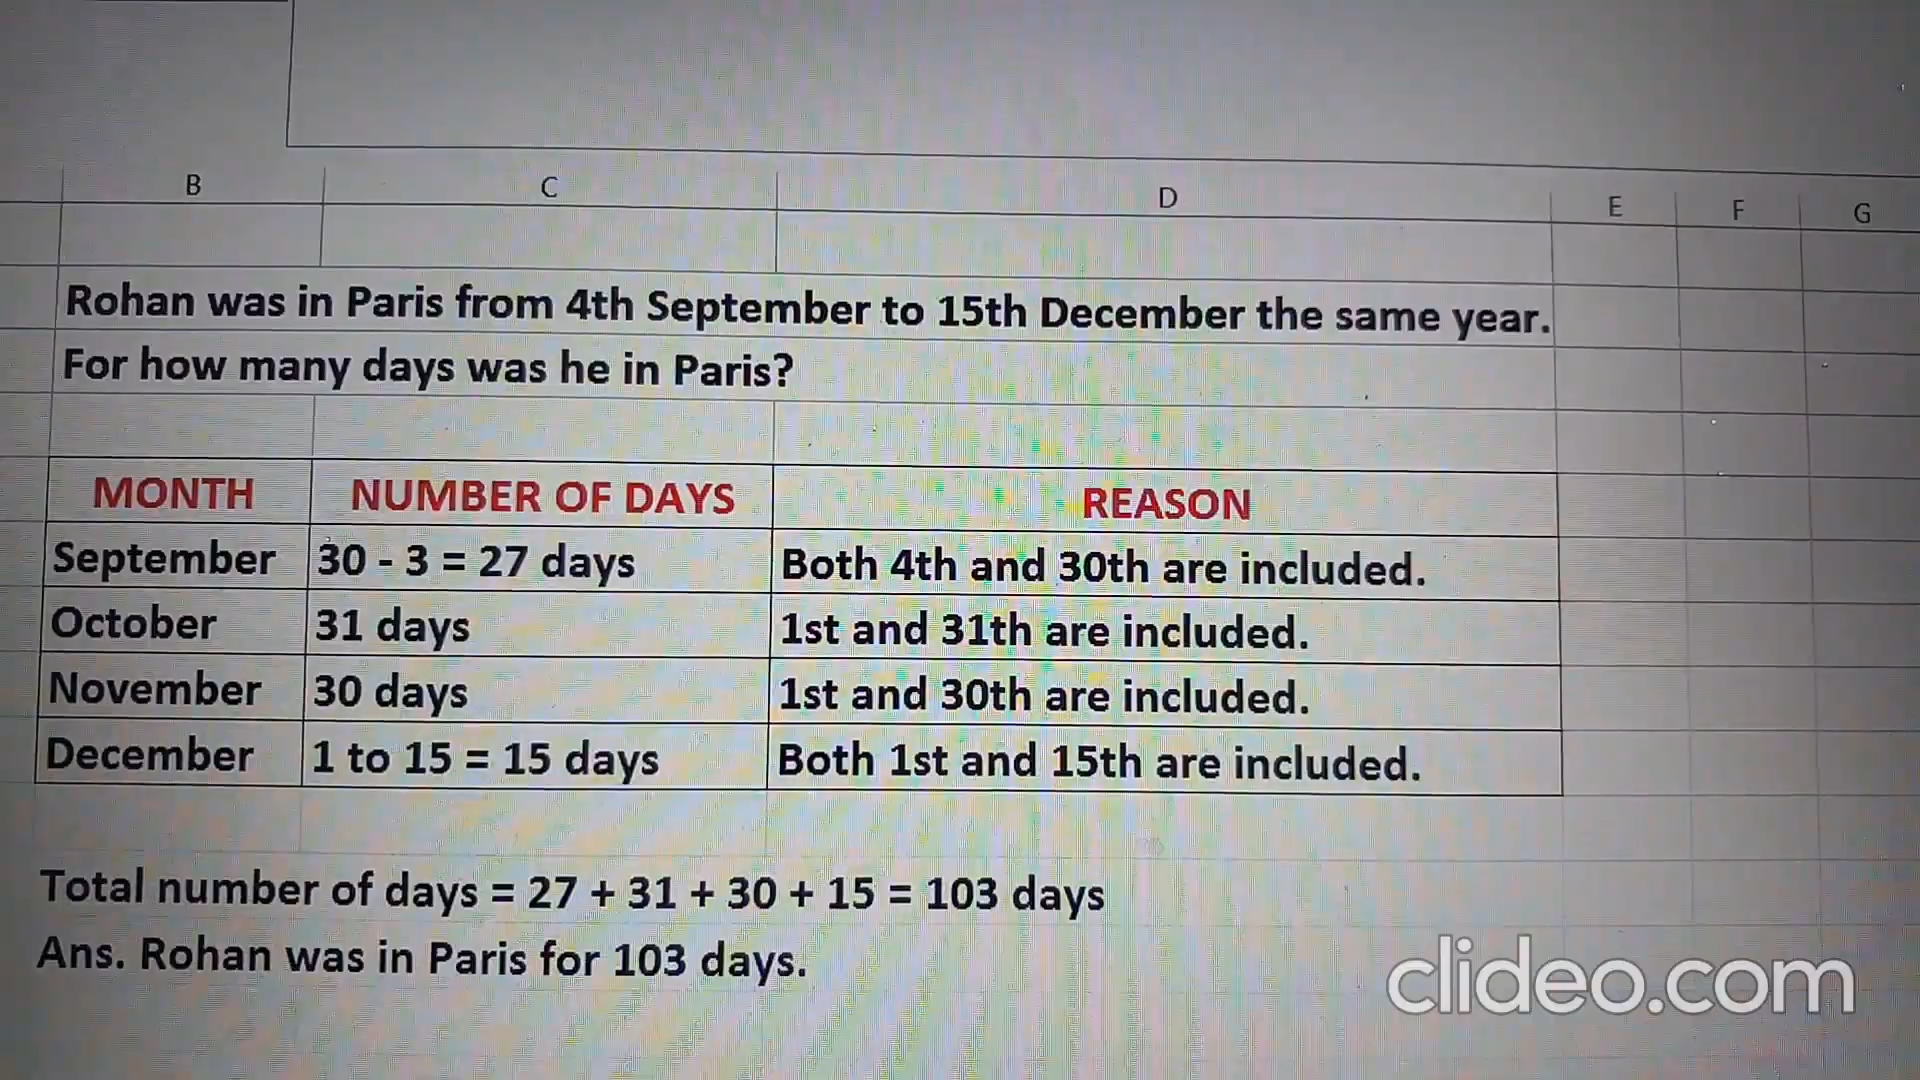 B C D E F G
Rohan was in Paris from 4th September to 15th December the same year.
For how many days was he in Paris?
MONTH NUMBER OF DAYS REASON
September 30 - 3 = 27 days Both 4th and 30th are included.
October 31 days 1st and 31th are included.
November 30 days 1st and 30th are included.
December 1 to 15 = 15 days Both 1st and 15th are included.
Total number of days = 27 + 31 + 30 + 15 = 103 days
Ans. Rohan was in Paris for 103 days.
clideo.com